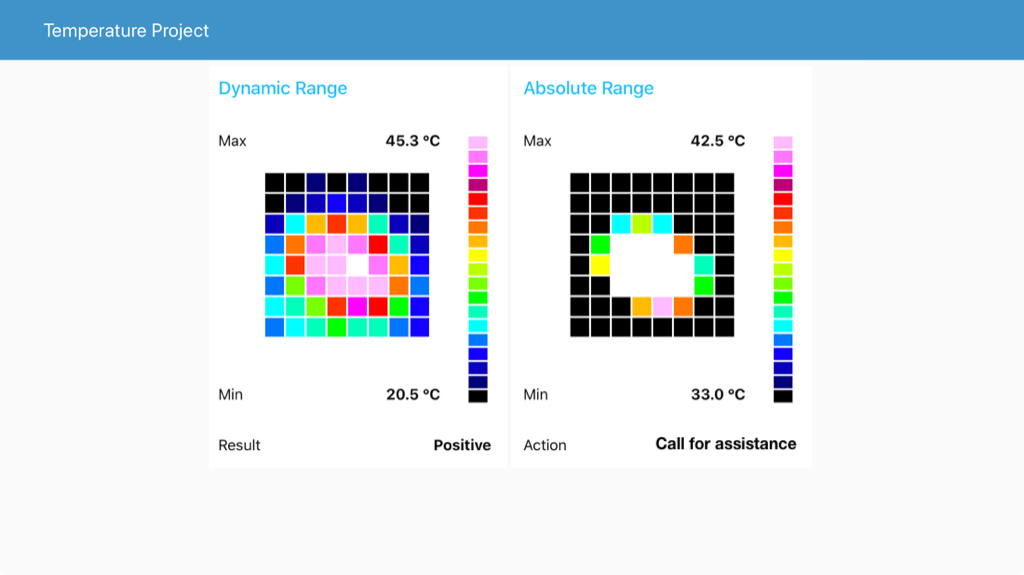 Temperature Project
Dynamic Range
Max 45.3 ºC
Min 20.5 ºC
Result Positive
Absolute Range
Max 42.5 ºC
Min 33.0 ºC
Action Call for assistance